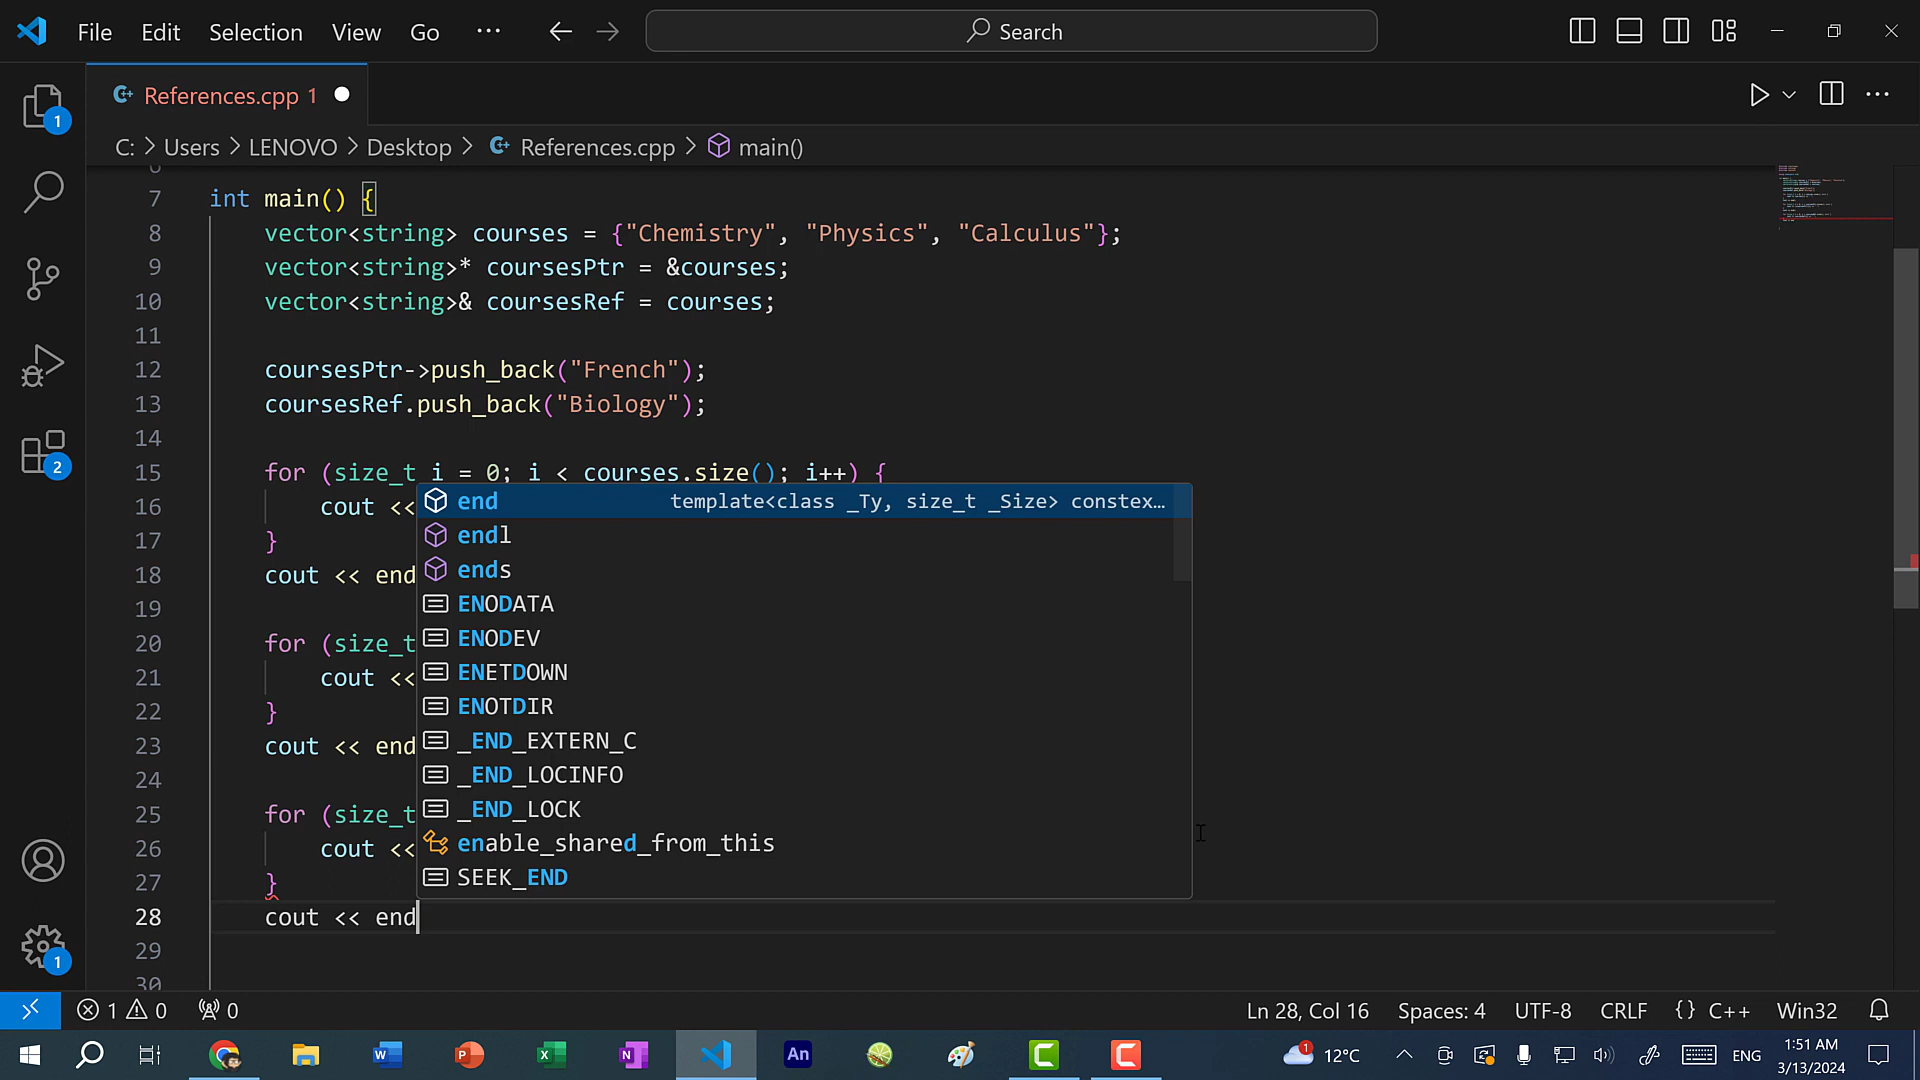 File Edit Selection View Go ··· Search
References.cpp 1
C: > Users > LENOVO > Desktop > References.cpp > main()
6
7 int main() {
8 vector<string> courses = {"Chemistry", "Physics", "Calculus"};
9 vector<string>* coursesPtr = &courses;
10 vector<string>& coursesRef = courses;
11
12 coursesPtr->push_back("French");
13 coursesRef.push_back("Biology");
14
15 for (size_t i = 0; i < courses.size(); i++) {
16 cout <<
end template<class _Ty, size_t _Size> constex…
17 }
endl
18 cout << end
ends
19
ENODATA
20 for (size_t
ENODEV
21 cout <<
ENETDOWN
22 }
ENOTDIR
23 cout << end
_END_EXTERN_C
24
_END_LOCINFO
25 for (size_t
_END_LOCK
26 cout <<
enable_shared_from_this
27 }
SEEK_END
28 cout << end
29
30
1
2
1
1 0 0 Ln 28, Col 16 Spaces: 4 UTF-8 CRLF {} C++ Win32
12°C ENG 1:51 AM
3/13/2024